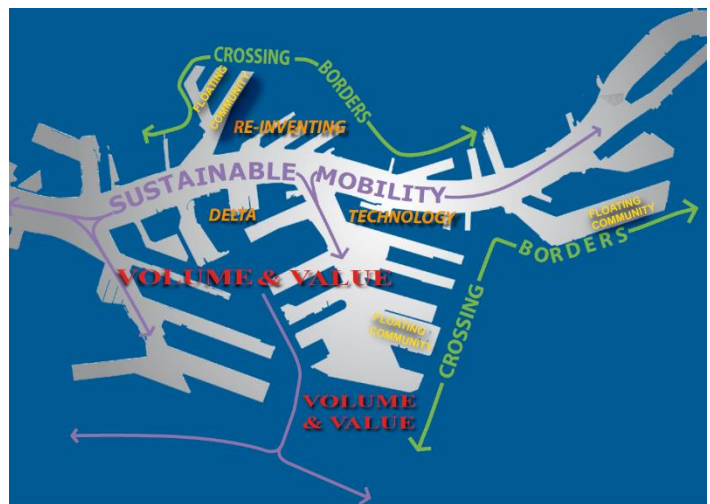 CROSSING
BORDERS
FLOATING
COMMUNITY
RE-INVENTING
SUSTAINABLE MOBILITY
DELTA
TECHNOLOGY
FLOATING
COMMUNITY
BORDERS
CROSSING
VOLUME & VALUE
FLOATING
COMMUNITY
VOLUME
& VALUE